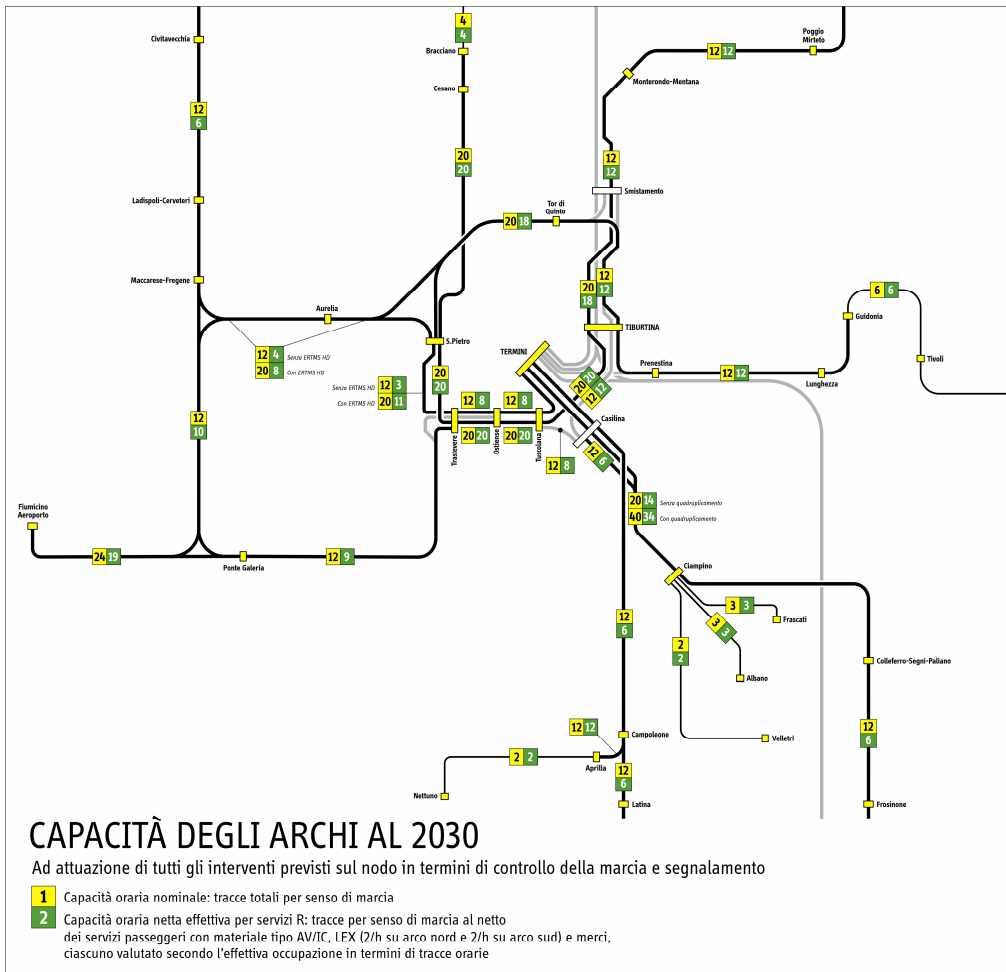 4
4
Civitavecchia
Bracciano
Poggio
Mirteto
12 12
Monterondo-Mentana
Cesano
12
6
20
20
12
12
Smistamento
Ladispoli-Cerveteri
Tor di
Quinto
20 18
Maccarese-Fregene
12
12
20
18
6 6
Guidonia
Aurelia
TIBURTINA
S.Pietro
TERMINI
Tivoli
12 4 Senza ERTMS HD
20 8 Con ERTMS HD
Prenestina
12 12
Lunghezza
20
20
20 20
12 12
Senza ERTMS HD 12 3
Con ERTMS HD 20 11
12 8
12 8
Casilina
12
10
20 20
20 20
Trastevere
Ostiense
Tuscolana
12 8
12 6
20 14 Senza quadruplicamento
40 34 Con quadruplicamento
Fiumicino
Aeroporto
24 19
Ponte Galeria
12 9
Ciampino
3 3
Frascati
12
6
3 3
2
2
Albano
Colleferro-Segni-Paliano
12 12
Campoleone
Velletri
12
6
2 2
Aprilia
12
6
Nettuno
Latina
Frosinone
CAPACITÀ DEGLI ARCHI AL 2030
Ad attuazione di tutti gli interventi previsti sul nodo in termini di controllo della marcia e segnalamento
1 Capacità oraria nominale: tracce totali per senso di marcia
2 Capacità oraria netta effettiva per servizi R: tracce per senso di marcia al netto
dei servizi passeggeri con materiale tipo AV/IC, LEX (2/h su arco nord e 2/h su arco sud) e merci,
ciascuno valutato secondo l'effettiva occupazione in termini di tracce orarie